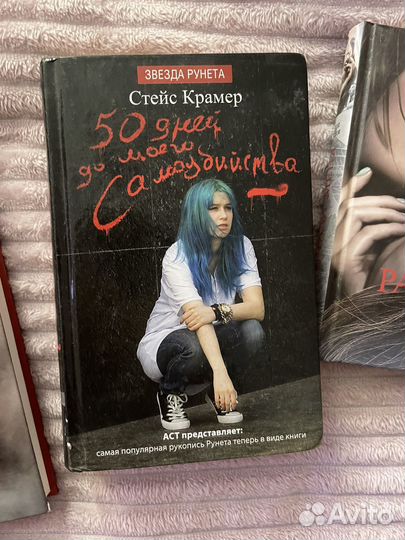 ЗВЕЗДА РУНЕТА
Стейс Крамер
50 дней
до моего
Самоубийства
АСТ представляет:
самая популярная рукопись Рунета теперь в виде книги
РА
Avito